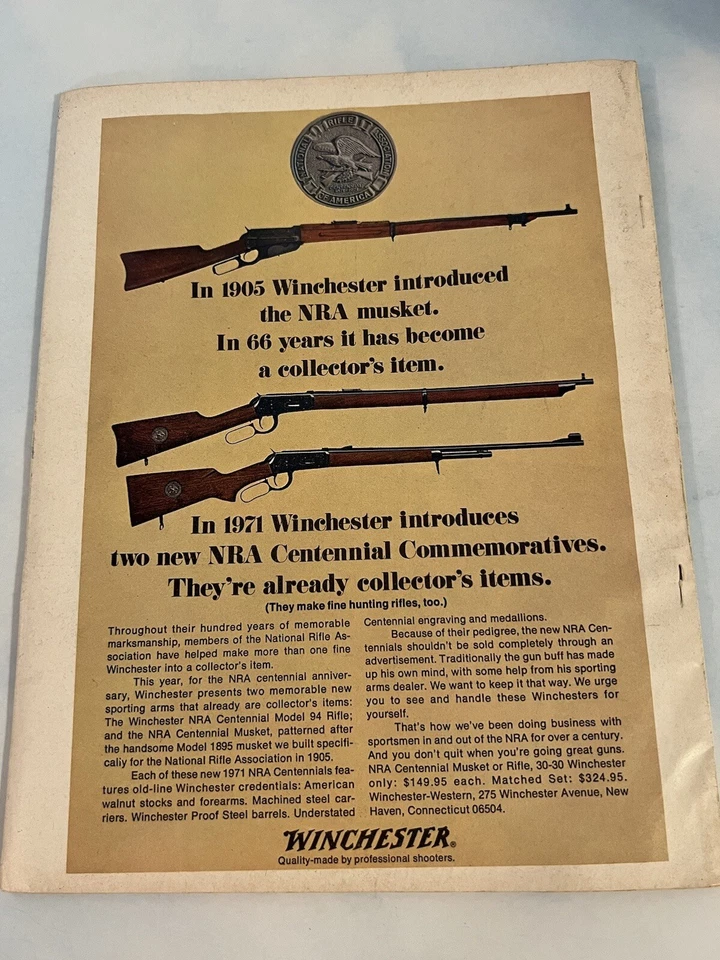 NATIONAL RIFLE ASSOCIATION
OF AMERICA
In 1905 Winchester introduced
the NRA musket.
In 66 years it has become
a collector's item.
In 1971 Winchester introduces
two new NRA Centennial Commemoratives.
They're already collector's items.
(They make fine hunting rifles, too.)
Throughout their hundred years of memorable
marksmanship, members of the National Rifle As-
sociation have helped make more than one fine
Winchester into a collector's item.
This year, for the NRA centennial anniver-
sary, Winchester presents two memorable new
sporting arms that already are collector's items:
The Winchester NRA Centennial Model 94 Rifle;
and the NRA Centennial Musket, patterned after
the handsome Model 1895 musket we built specifi-
cally for the National Rifle Association in 1905.
Each of these new 1971 NRA Centennials fea-
tures old-line Winchester credentials: American
walnut stocks and forearms. Machined steel car-
riers. Winchester Proof Steel barrels. Understated
Centennial engraving and medallions.
Because of their pedigree, the new NRA Cen-
tennials shouldn't be sold completely through an
advertisement. Traditionally the gun buff has made
up his own mind, with some help from his sporting
arms dealer. We want to keep it that way. We urge
you to see and handle these Winchesters for
yourself.
That's how we've been doing business with
sportsmen in and out of the NRA for over a century.
And you don't quit when you're going great guns.
NRA Centennial Musket or Rifle, 30-30 Winchester
only: $149.95 each. Matched Set: $324.95.
Winchester-Western, 275 Winchester Avenue, New
Haven, Connecticut 06504.
WINCHESTER®
Quality-made by professional shooters.